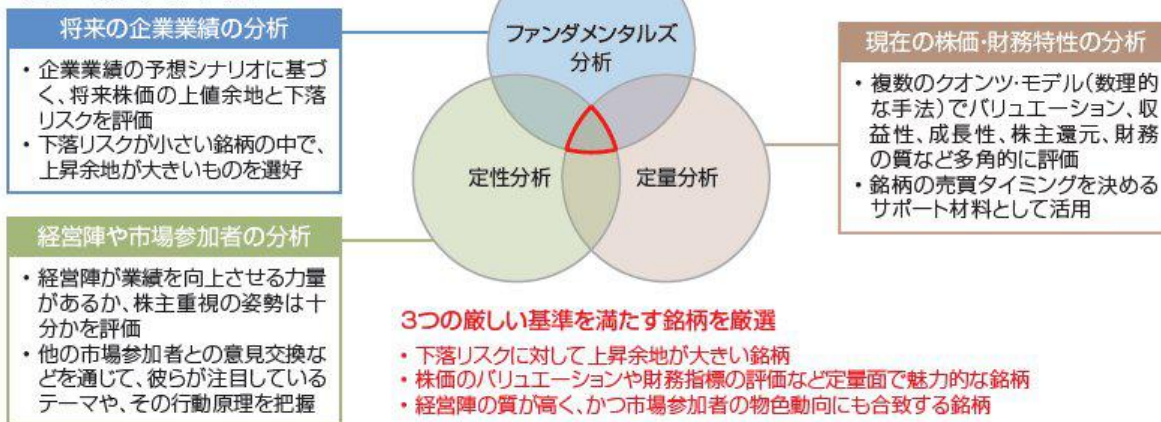 将来の企業業績の分析
・企業業績の予想シナリオに基づ
く、将来株価の上値余地と下落
リスクを評価
・下落リスクが小さい銘柄の中で、
上昇余地が大きいものを選好
経営陣や市場参加者の分析
・経営陣が業績を向上させる力量
があるか、株主重視の姿勢は十
分かを評価
・他の市場参加者との意見交換な
どを通じて、彼らが注目している
テーマや、その行動原理を把握
ファンダメンタルズ
分析
定性分析
定量分析
現在の株価・財務特性の分析
・複数のクオンツ・モデル(数理的
な手法)でバリュエーション、収
益性、成長性、株主還元、財務
の質など多角的に評価
・銘柄の売買タイミングを決める
サポート材料として活用
3つの厳しい基準を満たす銘柄を厳選
・下落リスクに対して上昇余地が大きい銘柄
・株価のバリュエーションや財務指標の評価など定量面で魅力的な銘柄
・経営陣の質が高く、かつ市場参加者の物色動向にも合致する銘柄